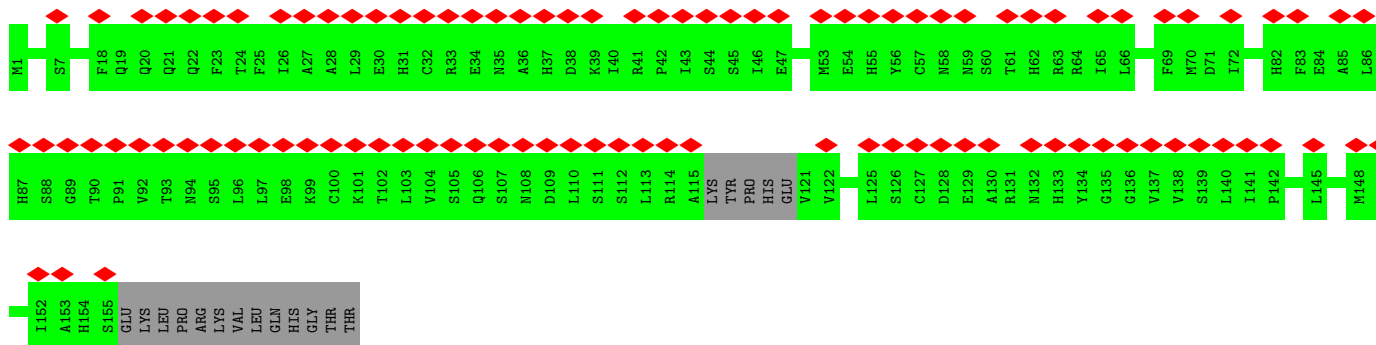 M1 S7 F18 Q19 Q20 Q21 Q22 F23 T24 F25 I26 A27 A28 L29 E30 H31 C32 R33 E34 N35 A36 H37 D38 K39 I40 R41 P42 I43 S44 S45 I46 E47 M53 E54 H55 Y56 C57 N58 N59 S60 T61 H62 R63 R64 I65 L66 F69 M70 D71 I72 H82 F83 E84 A85 L86
H87 S88 G89 T90 P91 V92 T93 N94 S95 L96 L97 E98 K99 C100 K101 T102 L103 V104 S105 Q106 S107 N108 D109 L110 S111 S112 L113 R114 A115 LYS TYR PRO HIS GLU V121 V122 L125 S126 C127 D128 E129 A130 R131 N132 H133 Y134 G135 G136 V137 V138 S139 L140 I141 P142 L145 M148
I152 A153 H154 S155 GLU LYS LEU PRO ARG LYS VAL LEU GLN HIS GLY THR THR